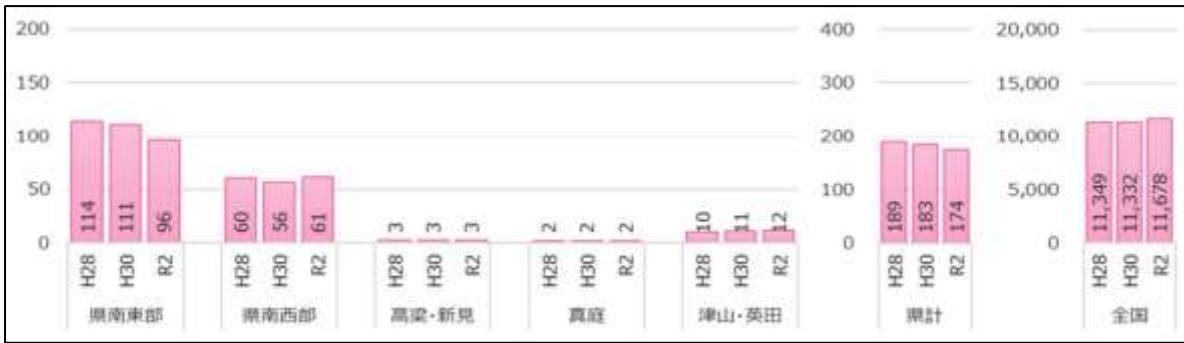 200 400 20,000
150 300 15,000
100 200 10,000
50 100 5,000
0 0 0
114 111 96 60 56 61 3 3 3 2 2 2 10 11 12 189 183 174 11,349 11,332 11,678
H28 H30 R2 H28 H30 R2 H28 H30 R2 H28 H30 R2 H28 H30 R2 H28 H30 R2 H28 H30 R2
県南東部 県南西部 高梁・新見 真庭 津山・英田 県計 全国